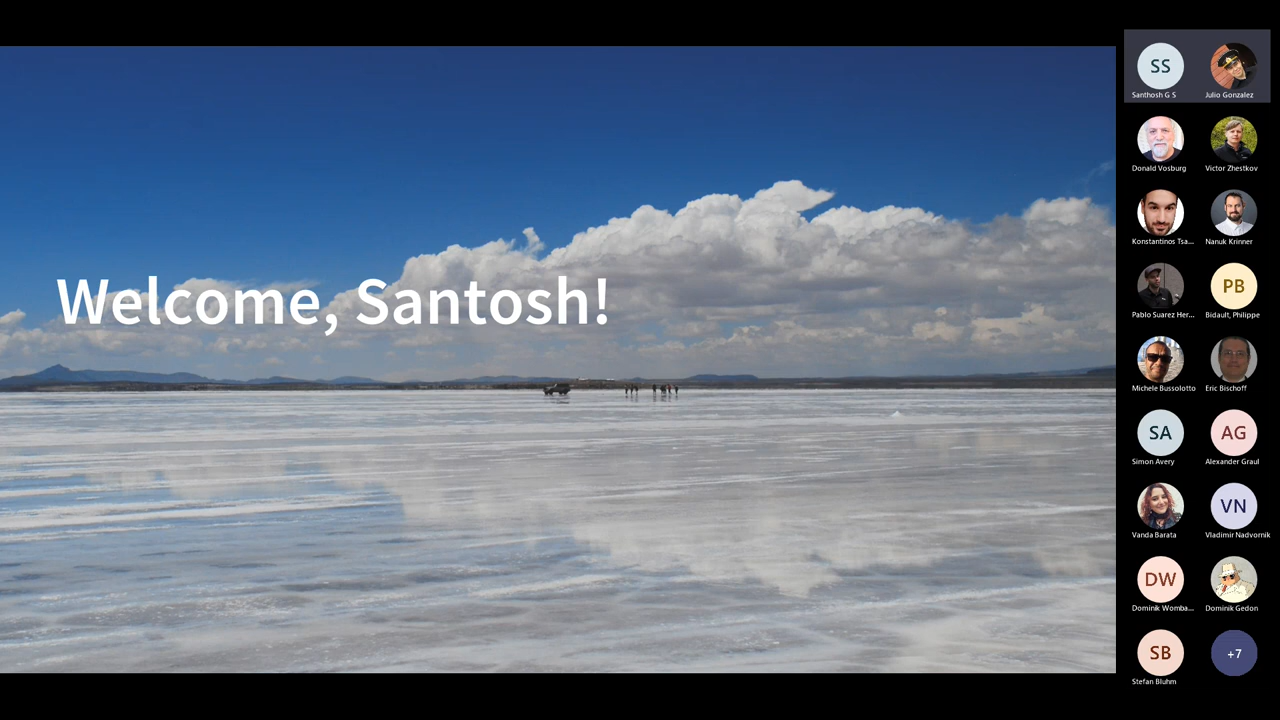 Welcome, Santosh!
SS
Santhosh G S
Julio Gonzalez
Donald Vosburg
Victor Zhestkov
Konstantinos Tsa...
Nanuk Krinner
Pablo Suarez Her...
PB
Bidault, Philippe
Michele Bussolotto
Eric Bischoff
SA
Simon Avery
AG
Alexander Graul
Vanda Barata
VN
Vladimir Nadvornik
DW
Dominik Womba...
Dominik Gedon
SB
Stefan Bluhm
+7